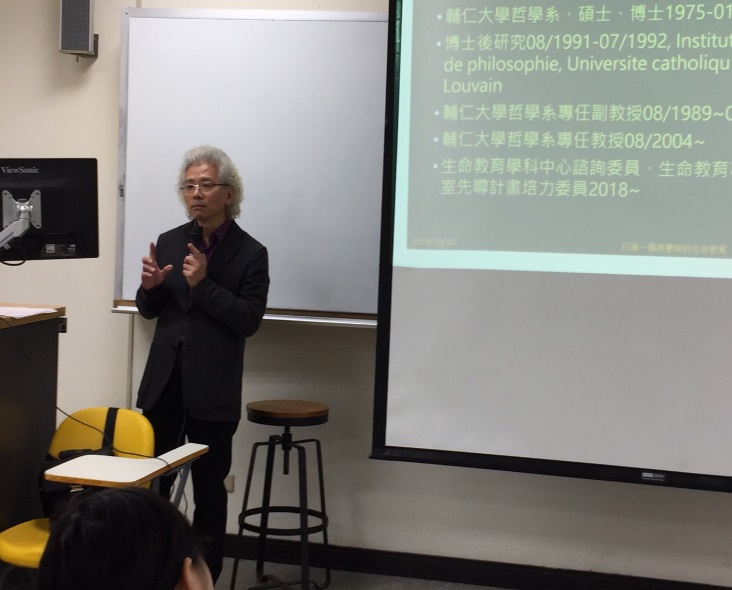 ViewSonic
• 輔仁大學哲學系、碩士、博士1975-01
• 博士後研究08/1991-07/1992, Institut
de philosophie, Universite catholiqu
Louvain
• 輔仁大學哲學系專任副教授08/1989~0
• 輔仁大學哲學系專任教授08/2004~
• 生命教育學科中心諮詢委員、生命教育
室先導計畫培力委員2018~